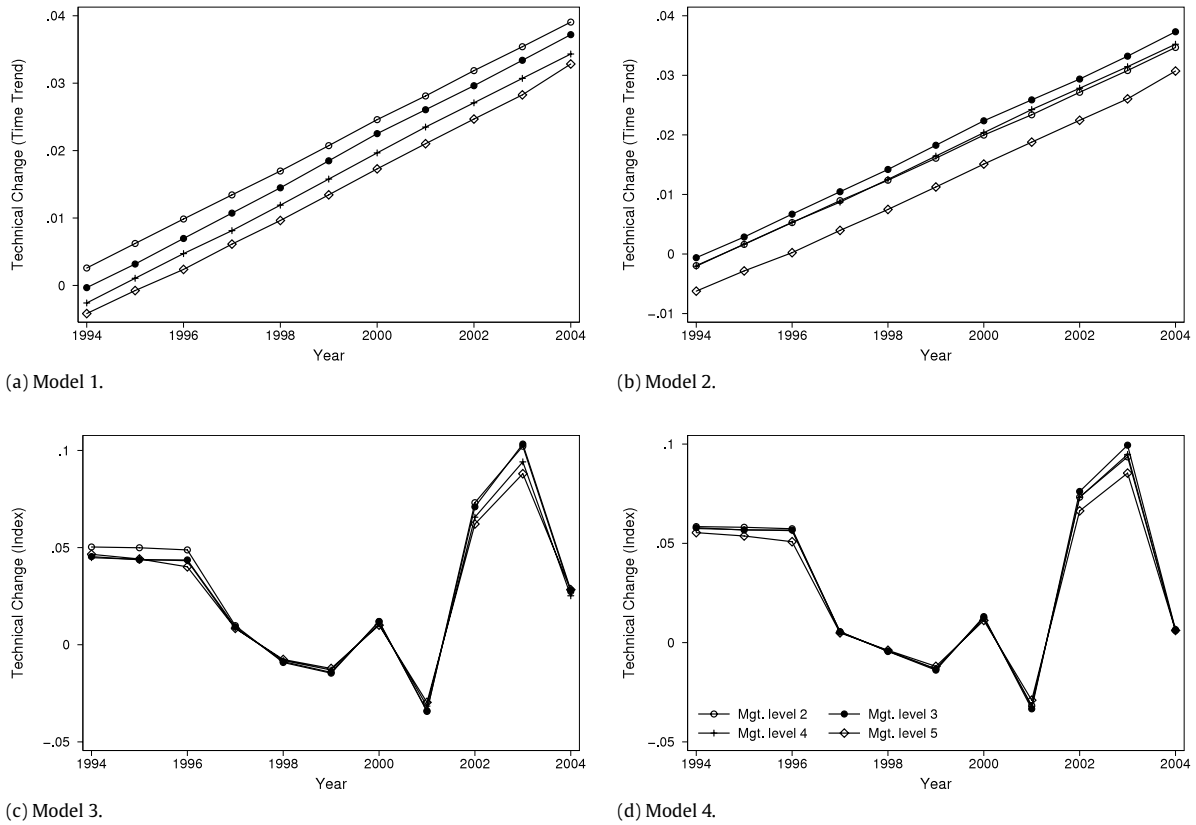 Technical Change (Time Trend)
.04
.03
.02
.01
0
1994 1996 1998 2000 2002 2004
Year
(a) Model 1.
Technical Change (Time Trend)
.04
.03
.02
.01
0
−.01
1994 1996 1998 2000 2002 2004
Year
(b) Model 2.
Technical Change (Index)
.1
.05
0
−.05
1994 1996 1998 2000 2002 2004
Year
(c) Model 3.
Technical Change (Index)
.1
.05
0
−.05
Mgt. level 2 Mgt. level 3
Mgt. level 4 Mgt. level 5
1994 1996 1998 2000 2002 2004
Year
(d) Model 4.